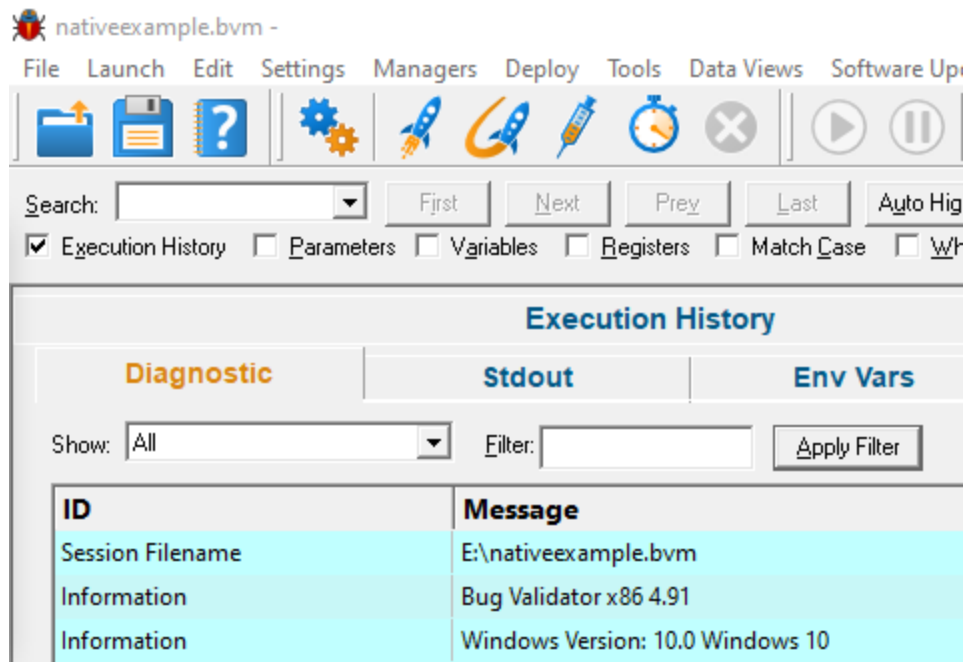 nativeexample.bvm -
File Launch Edit Settings Managers Deploy Tools Data Views Software
Search: First Next Prev Last Auto
Execution History Parameters Variables Registers Match Case
Execution History
Diagnostic Stdout Env Vars
Show: All Filter: Apply Filter
ID Message
Session Filename E:\nativeexample.bvm
Information Bug Validator x86 4.91
Information Windows Version: 10.0 Windows 10